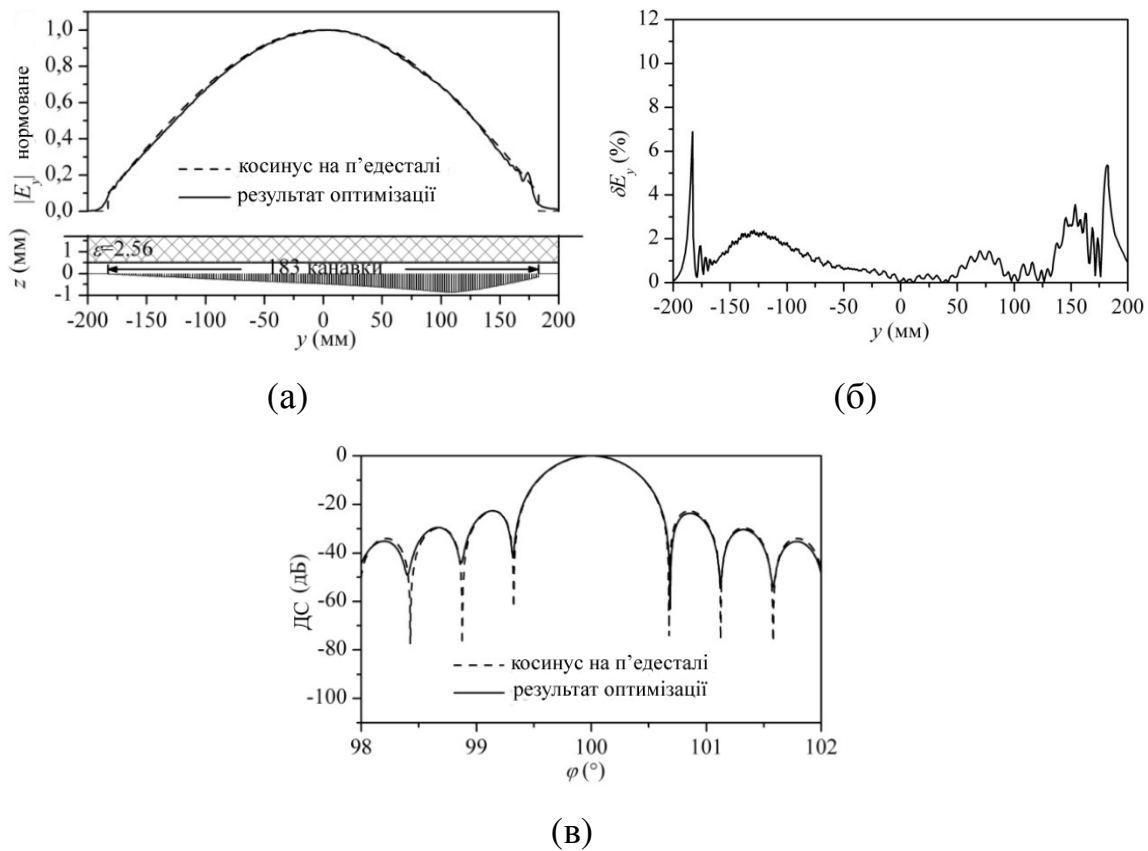 |E_y| нормоване
1,0
0,8
0,6
0,4
0,2
0,0
косинус на п’едесталі
результат оптимізації
z (мм)
1
0
-1
ε=2.56
183 канавки
-200 -150 -100 -50 0 50 100 150 200
y (мм)
(а)
δE_y (%)
12
10
8
6
4
2
0
-200 -150 -100 -50 0 50 100 150 200
y (мм)
(б)
ДС (дБ)
0
-20
-40
-60
-80
-100
косинус на п’едесталі
результат оптимізації
98 99 100 101 102
φ (°)
(в)